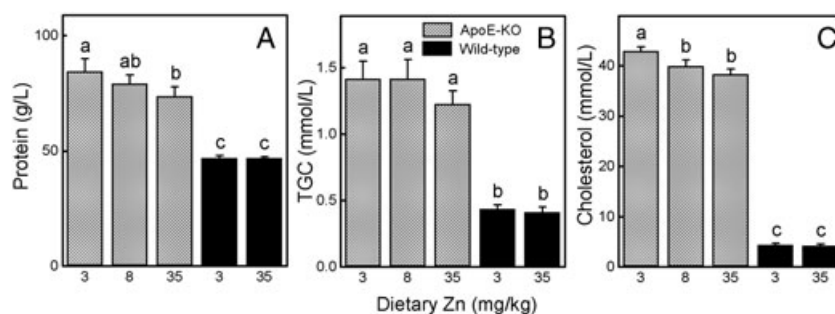 A
Protein (g/L)
100
50
0
a
ab
b
c
c
3 8 35 3 35
B
ApoE-KO
Wild-type
TGC (mmol/L)
1.5
1.0
0.5
0.0
a
a
a
b
b
3 8 35 3 35
Dietary Zn (mg/kg)
C
Cholesterol (mmol/L)
40
20
10
0
a
b
b
c
c
3 8 35 3 35